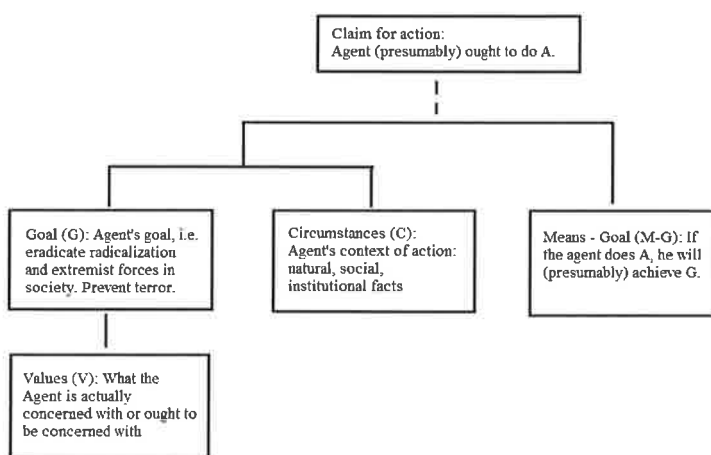 Claim for action:
Agent (presumably) ought to do A.
Goal (G): Agent's goal, i.e.
eradicate radicalization
and extremist forces in
society. Prevent terror.
Circumstances (C):
Agent's context of action:
natural, social,
institutional facts
Means - Goal (M-G): If
the agent does A, he will
(presumably) achieve G.
Values (V): What the
Agent is actually
concerned with or ought to
be concerned with